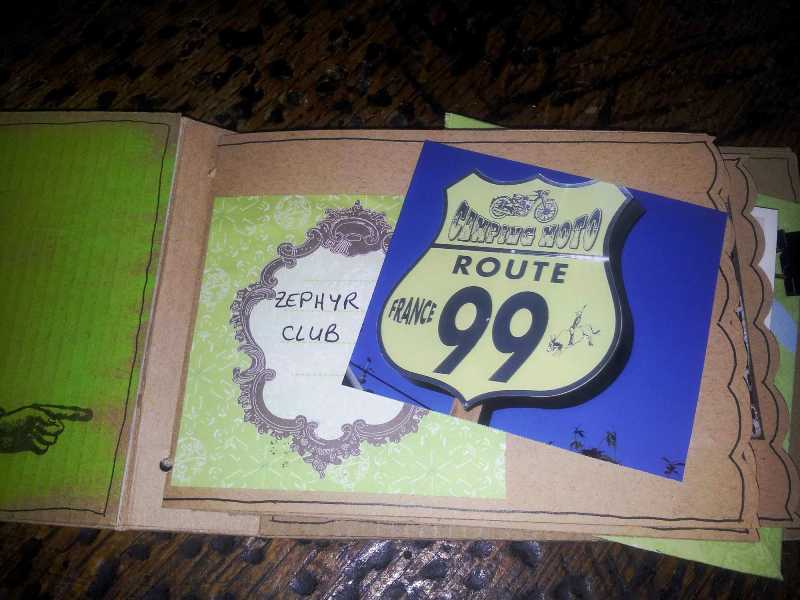 ZEPHYR
CLUB
CAMPING MOTO
ROUTE
FRANCE
99